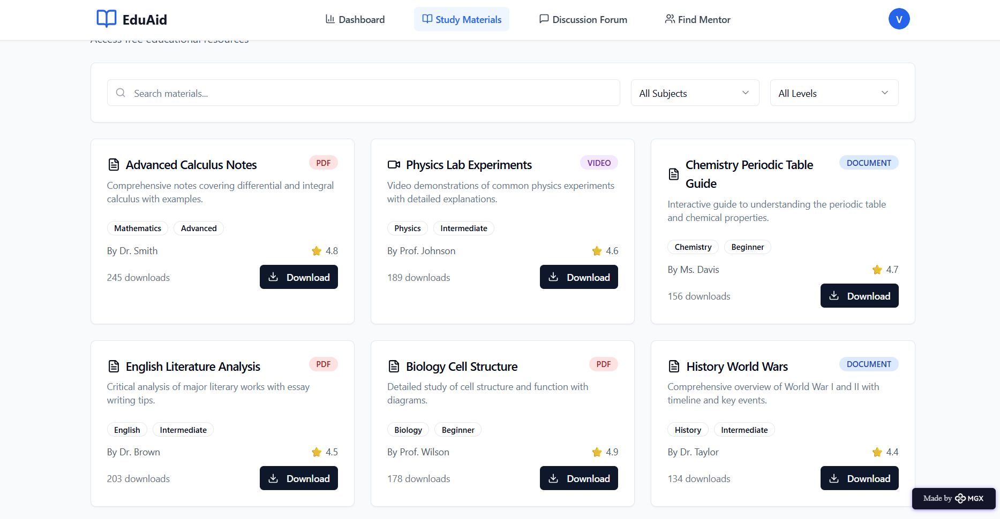 EduAid
Dashboard
Study Materials
Discussion Forum
Find Mentor
V
Access free educational resources
Search materials...
All Subjects
All Levels
Advanced Calculus Notes
PDF
Comprehensive notes covering differential and integral
calculus with examples.
Mathematics
Advanced
By Dr. Smith
4.8
245 downloads
Download
Physics Lab Experiments
VIDEO
Video demonstrations of common physics experiments
with detailed explanations.
Physics
Intermediate
By Prof. Johnson
4.6
189 downloads
Download
Chemistry Periodic Table
Guide
DOCUMENT
Interactive guide to understanding the periodic table
and chemical properties.
Chemistry
Beginner
By Ms. Davis
4.7
156 downloads
Download
English Literature Analysis
PDF
Critical analysis of major literary works with essay
writing tips.
English
Intermediate
By Dr. Brown
4.5
203 downloads
Download
Biology Cell Structure
PDF
Detailed study of cell structure and function with
diagrams.
Biology
Beginner
By Prof. Wilson
4.9
178 downloads
Download
History World Wars
DOCUMENT
Comprehensive overview of World War I and II with
timeline and key events.
History
Intermediate
By Dr. Taylor
4.4
134 downloads
Download
Made by MGX